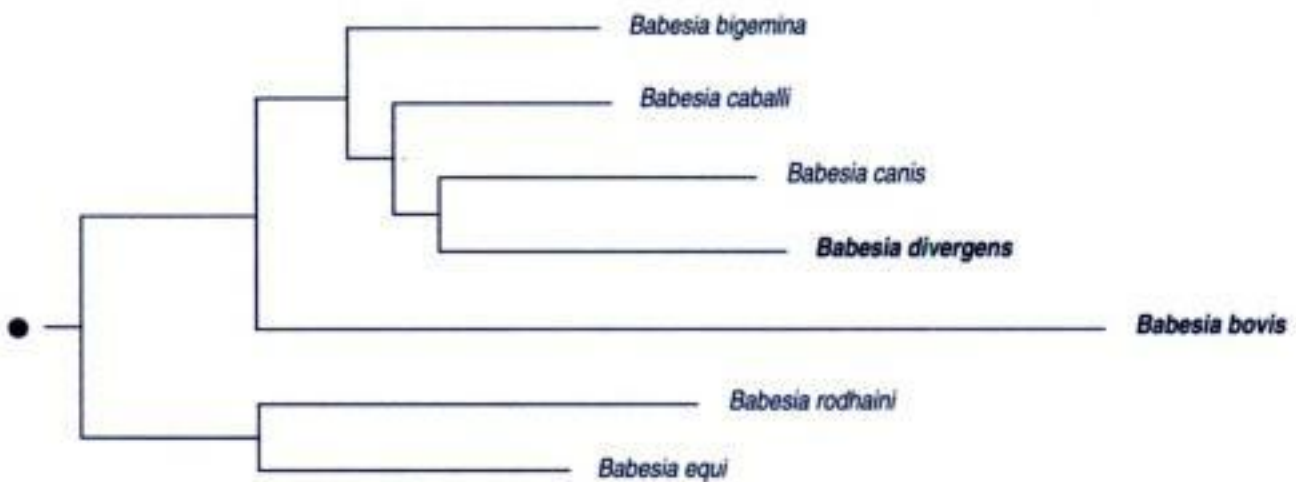 Babesia bigemina
Babesia caballi
Babesia canis
Babesia divergens
Babesia bovis
Babesia rodhaini
Babesia equi